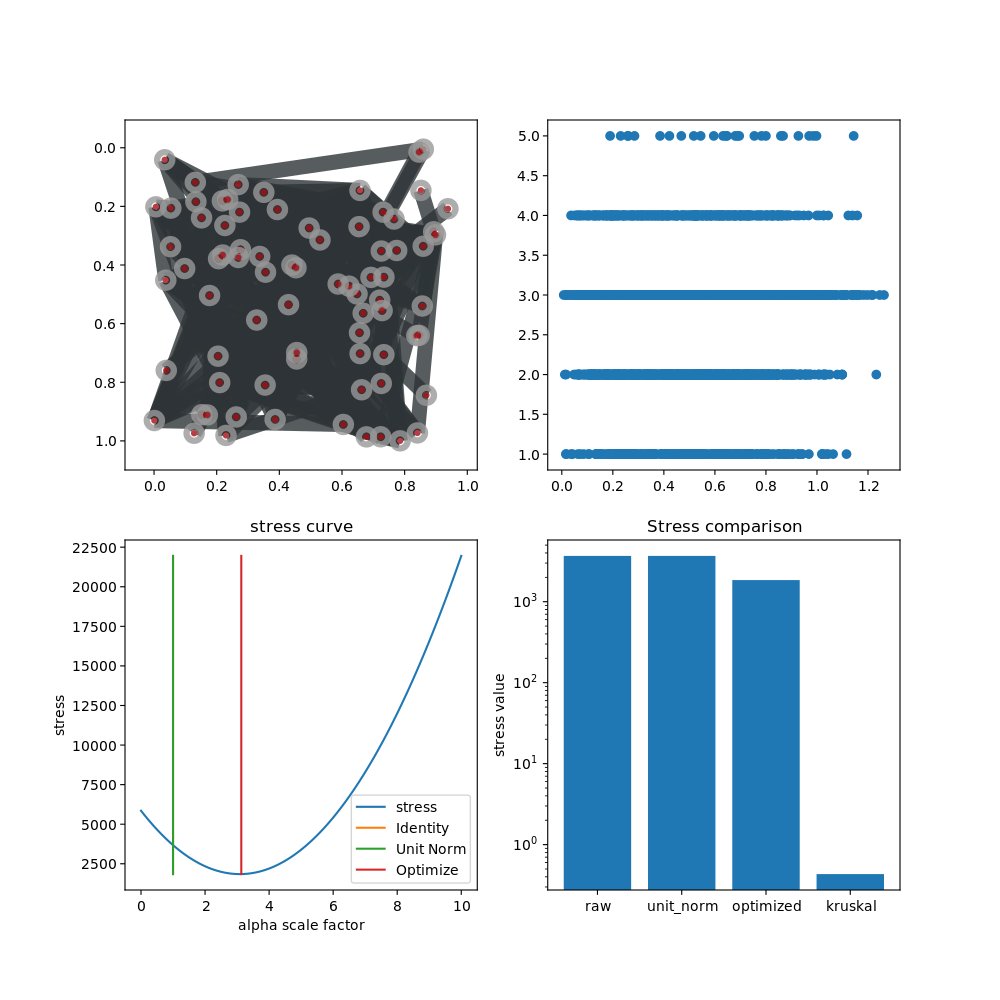 0.0
0.2
0.4
0.6
0.8
1.0
0.0 0.2 0.4 0.6 0.8 1.0
5.0
4.5
4.0
3.5
3.0
2.5
2.0
1.5
1.0
0.0 0.2 0.4 0.6 0.8 1.0 1.2
stress curve
22500
20000
17500
15000
12500
10000
7500
5000
2500
stress
stress
Identity
Unit Norm
Optimize
0 2 4 6 8 10
alpha scale factor
Stress comparison
10³
10²
10¹
10⁰
stress value
raw unit_norm optimized kruskal